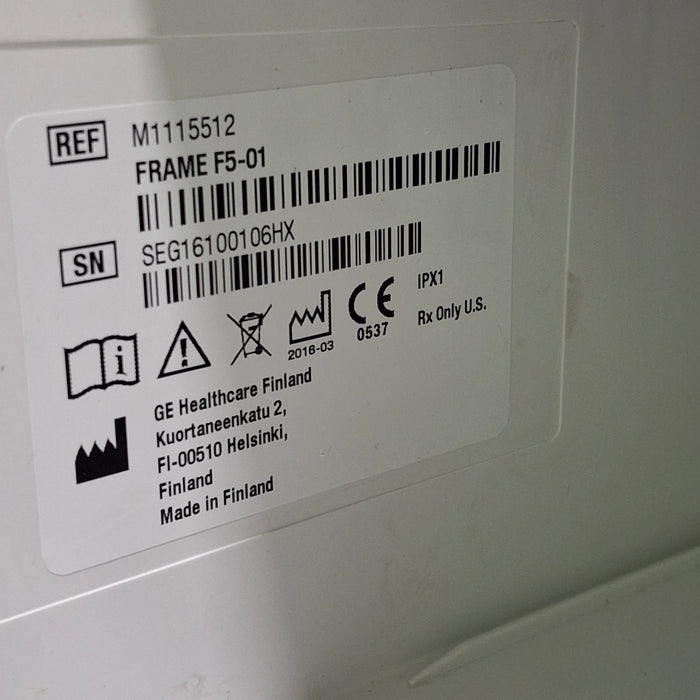 REF M1115512
FRAME F5-01
SN SEG16100106HX
i ! 2016-03 CE 0537 IPX1
Rx Only U.S.
GE Healthcare Finland
Kuortaneenkatu 2,
FI-00510 Helsinki,
Finland
Made in Finland